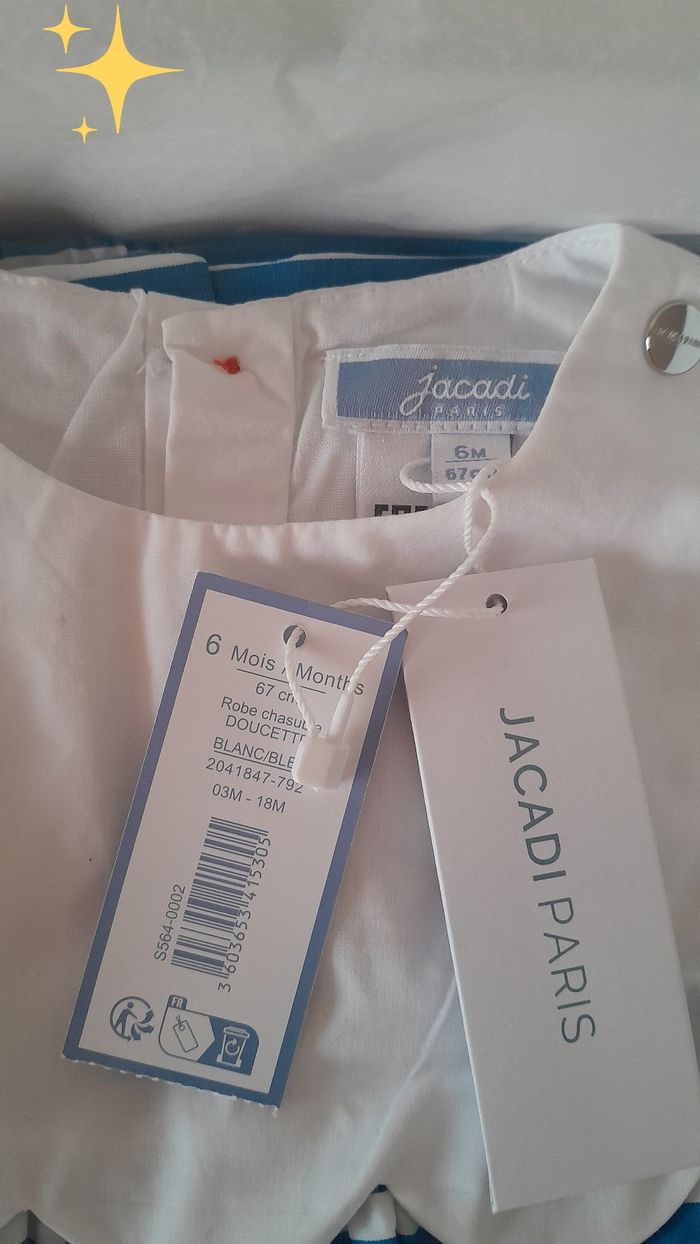 jacadi
PARIS
6M
6 Mois / Months
67 cm
Robe chasuble
DOUCETTE
BLANC/BLE
2041847-792
03M - 18M
S564-0002
3 603653 415305
FR
JACADI PARIS